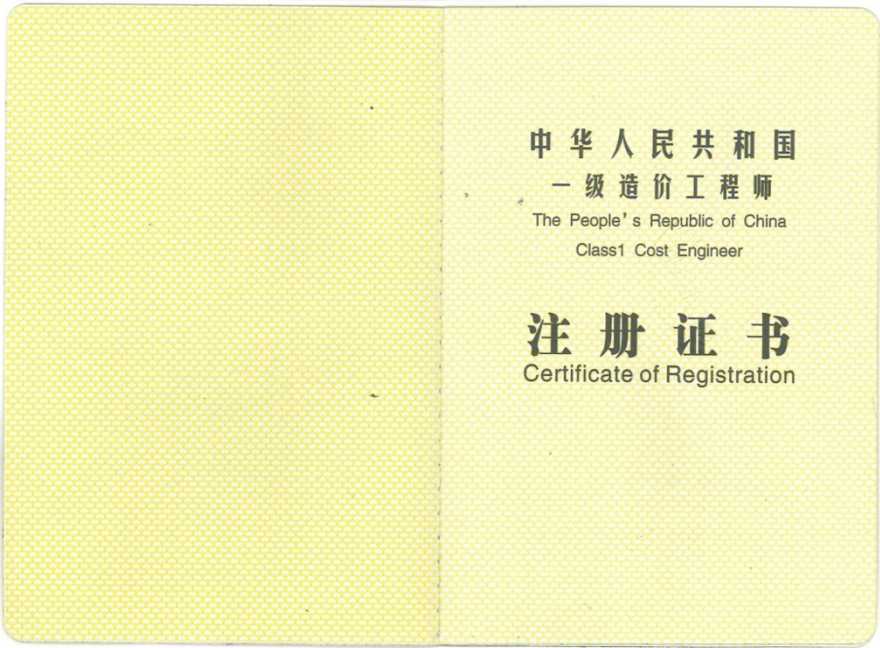 中华人民共和国
一级造价工程师
The People's Republic of China
Class1 Cost Engineer
注册证书
Certificate of Registration